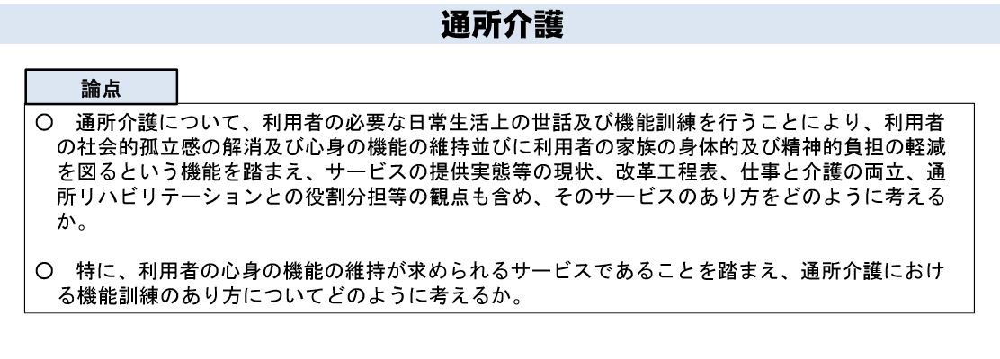 通所介護
論点
○　通所介護について、利用者の必要な日常生活上の世話及び機能訓練を行うことにより、利用者
の社会的孤立感の解消及び心身の機能の維持並びに利用者の家族の身体的及び精神的負担の軽減
を図るという機能を踏まえ、サービスの提供実態等の現状、改革工程表、仕事と介護の両立、通
所リハビリテーションとの役割分担等の観点も含め、そのサービスのあり方をどのように考える
か。
○　特に、利用者の心身の機能の維持が求められるサービスであることを踏まえ、通所介護におけ
る機能訓練のあり方についてどのように考えるか。